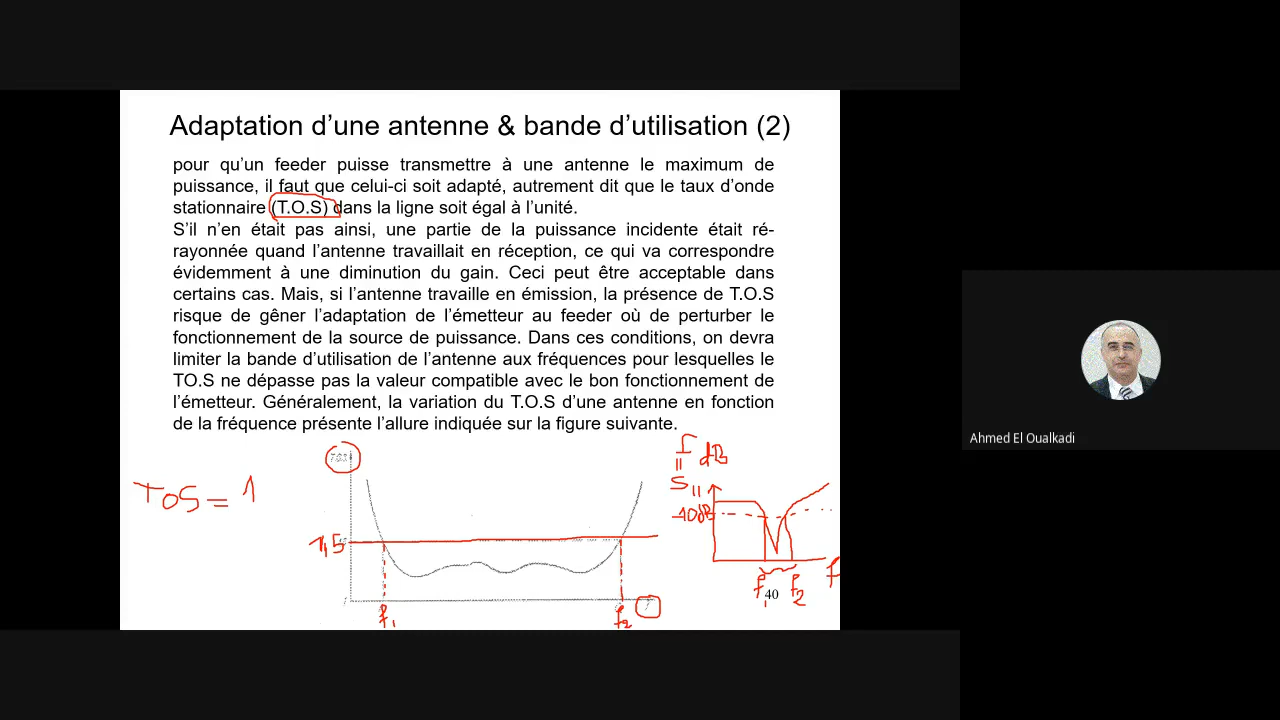 Adaptation d'une antenne & bande d'utilisation (2)
pour qu'un feeder puisse transmettre à une antenne le maximum de
puissance, il faut que celui-ci soit adapté, autrement dit que le taux d'onde
stationnaire (T.O.S) dans la ligne soit égal à l'unité.
S'il n'en était pas ainsi, une partie de la puissance incidente était ré-
rayonnée quand l'antenne travaillait en réception, ce qui va correspondre
évidemment à une diminution du gain. Ceci peut être acceptable dans
certains cas. Mais, si l'antenne travaille en émission, la présence de T.O.S
risque de gêner l'adaptation de l'émetteur au feeder où de perturber le
fonctionnement de la source de puissance. Dans ces conditions, on devra
limiter la bande d'utilisation de l'antenne aux fréquences pour lesquelles le
TO.S ne dépasse pas la valeur compatible avec le bon fonctionnement de
l'émetteur. Généralement, la variation du T.O.S d'une antenne en fonction
de la fréquence présente l'allure indiquée sur la figure suivante.
TOS = 1
T.O.S
1,5
f1
f2
Γ dB
=
S11
-10dB
f
f1
f2
40
Ahmed El Oualkadi